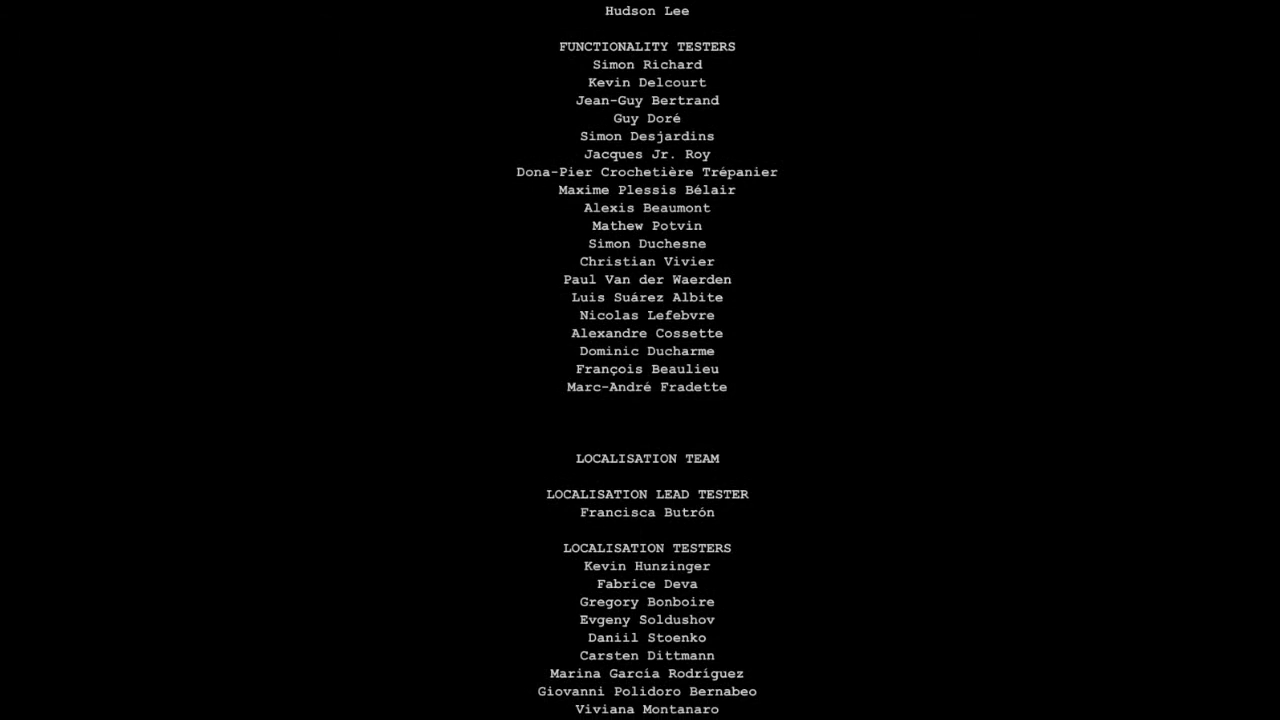 Hudson Lee
FUNCTIONALITY TESTERS
Simon Richard
Kevin Delcourt
Jean-Guy Bertrand
Guy Doré
Simon Desjardins
Jacques Jr. Roy
Dona-Pier Crochetière Trépanier
Maxime Plessis Bélair
Alexis Beaumont
Mathew Potvin
Simon Duchesne
Christian Vivier
Paul Van der Waerden
Luis Suárez Albite
Nicolas Lefebvre
Alexandre Cossette
Dominic Ducharme
François Beaulieu
Marc-André Fradette
LOCALISATION TEAM
LOCALISATION LEAD TESTER
Francisca Butrón
LOCALISATION TESTERS
Kevin Hunzinger
Fabrice Deva
Gregory Bonboire
Evgeny Soldushov
Daniil Stoenko
Carsten Dittmann
Marina García Rodríguez
Giovanni Polidoro Bernabeo
Viviana Montanaro